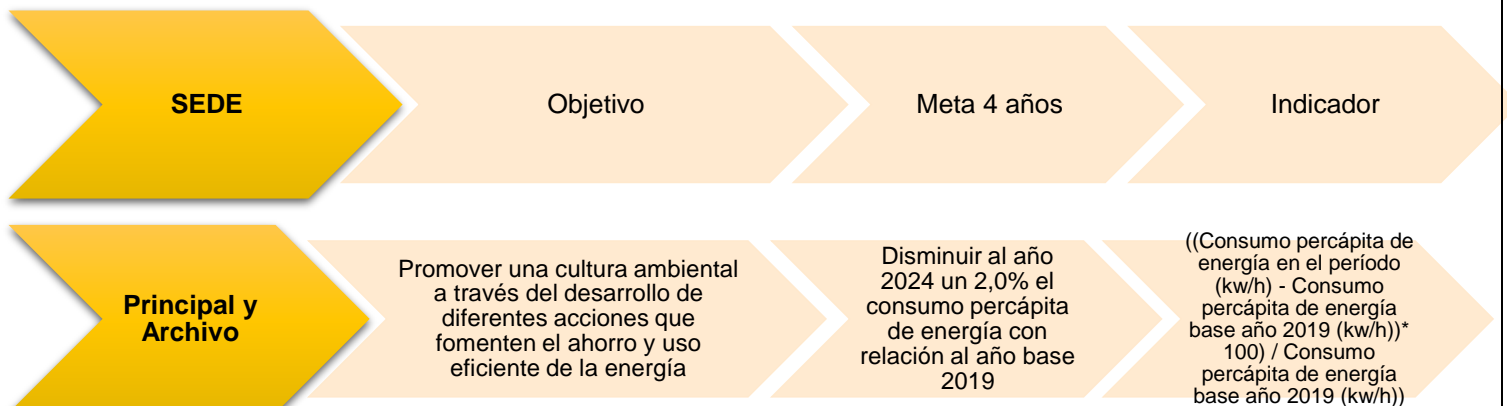 SEDE
Objetivo
Meta 4 años
Indicador
Principal y
Archivo
Promover una cultura ambiental
a través del desarrollo de
diferentes acciones que
fomenten el ahorro y uso
eficiente de la energía
Disminuir al año
2024 un 2,0% el
consumo percápita
de energía con
relación al año base
2019
((Consumo percápita de
energía en el período
(kw/h) - Consumo
percápita de energía
base año 2019 (kw/h))*
100) / Consumo
percápita de energía
base año 2019 (kw/h))